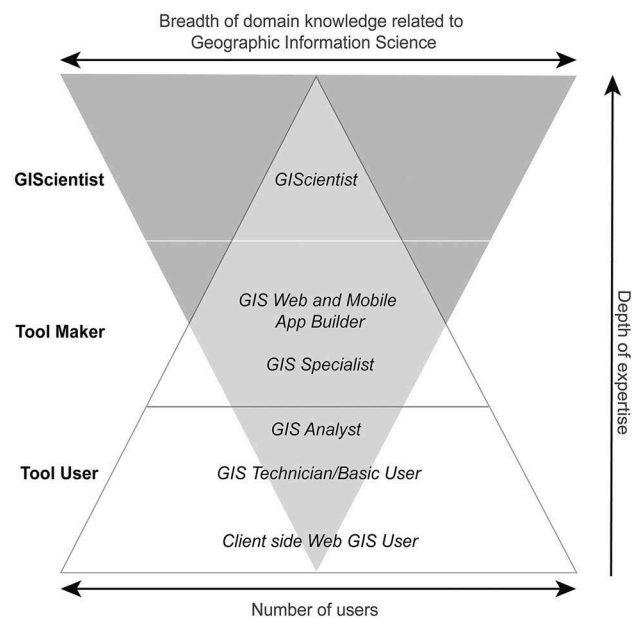 Breadth of domain knowledge related to
Geographic Information Science
GIScientist
GIScientist
GIS Web and Mobile
App Builder
Tool Maker
GIS Specialist
GIS Analyst
Tool User
GIS Technician/Basic User
Client side Web GIS User
Number of users
Depth of expertise